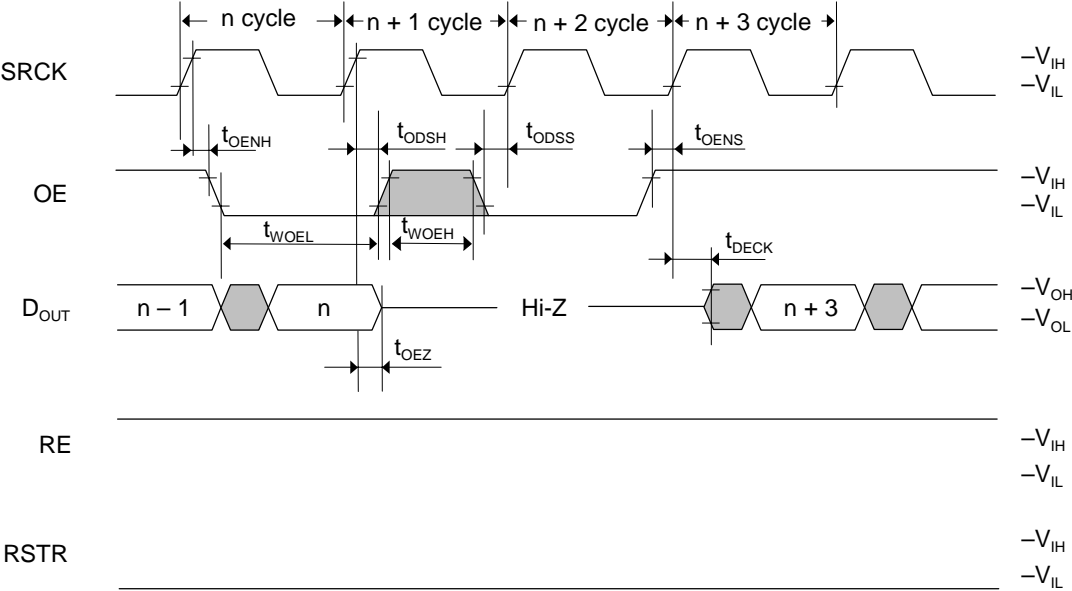 n cycle n + 1 cycle n + 2 cycle n + 3 cycle
SRCK
–VIH
–VIL
tOENH tODSH tODSS tOENS
OE
–VIH
–VIL
tWOEL tWOEH tDECK
DOUT n – 1 n Hi-Z n + 3
–VOH
–VOL
tOEZ
RE
–VIH
–VIL
RSTR
–VIH
–VIL